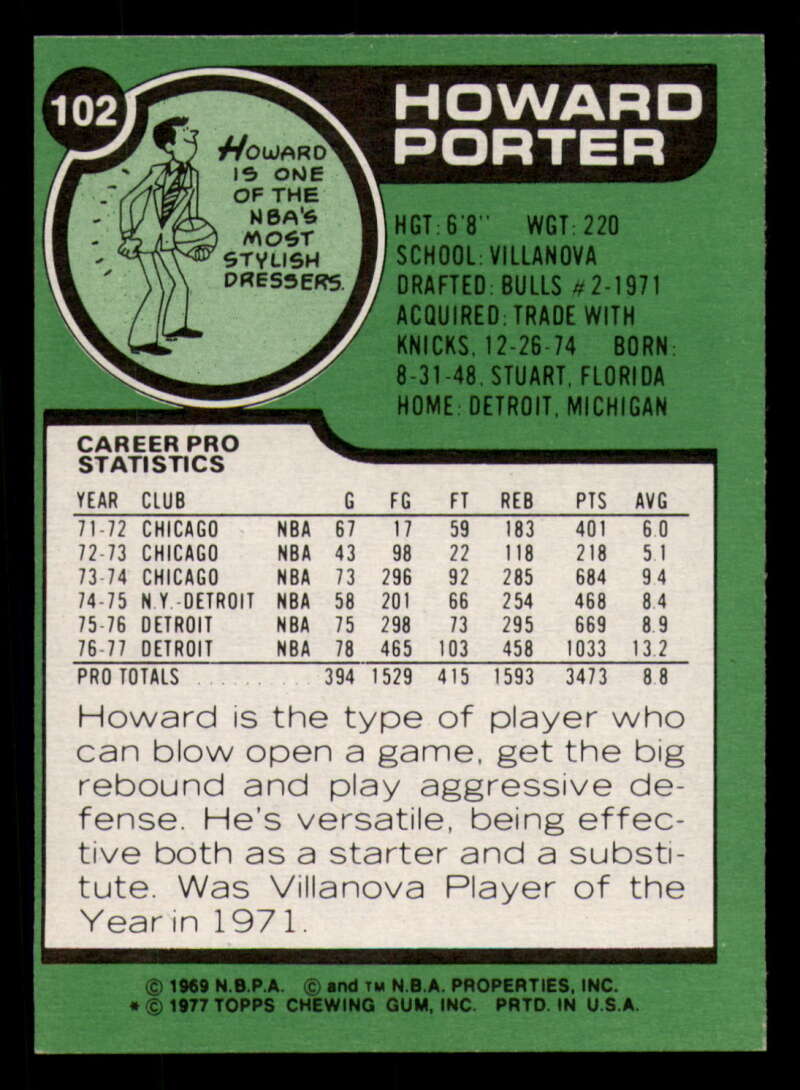 102
HOWARD
IS ONE
OF THE
NBA'S
MOST
STYLISH
DRESSERS.
HOWARD
PORTER
HGT: 6'8" WGT: 220
SCHOOL: VILLANOVA
DRAFTED: BULLS #2-1971
ACQUIRED: TRADE WITH
KNICKS, 12-26-74 BORN:
8-31-48, STUART, FLORIDA
HOME: DETROIT, MICHIGAN
CAREER PRO
STATISTICS
YEAR CLUB G FG FT REB PTS AVG
71-72 CHICAGO NBA 67 17 59 183 401 6.0
72-73 CHICAGO NBA 43 98 22 118 218 5.1
73-74 CHICAGO NBA 73 296 92 285 684 9.4
74-75 N.Y.-DETROIT NBA 58 201 66 254 468 8.4
75-76 DETROIT NBA 75 298 73 295 669 8.9
76-77 DETROIT NBA 78 465 103 458 1033 13.2
PRO TOTALS .......... 394 1529 415 1593 3473 8.8
Howard is the type of player who
can blow open a game, get the big
rebound and play aggressive de-
fense. He's versatile, being effec-
tive both as a starter and a substi-
tute. Was Villanova Player of the
Year in 1971.
© 1969 N.B.P.A. © and TM N.B.A. PROPERTIES, INC.
* © 1977 TOPPS CHEWING GUM, INC. PRTD. IN U.S.A.